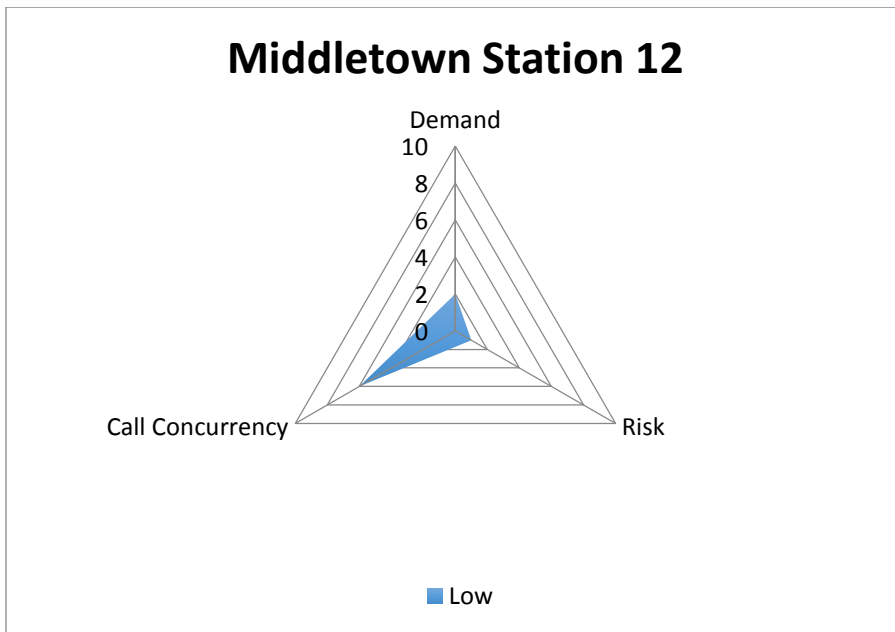 Middletown Station 12
Demand
10
8
6
4
2
0
Call Concurrency
Risk
Low